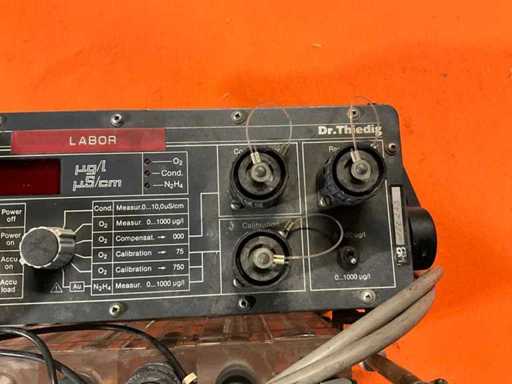 Dr. Thiedig
LABOR
µg/l
µS/cm
O₂
Cond.
N₂H₄
Power off
Power on
Accu on
Accu load
Cond. Measur. 0...10,0uS/cm
O₂ Measur. 0...1000 µg/l
O₂ Compensat. → 000
O₂ Calibration → 75
O₂ Calibration → 750
Au N₂H₄ Measur. 0...1000 µg/l
Calibration
0...1000 µg/l